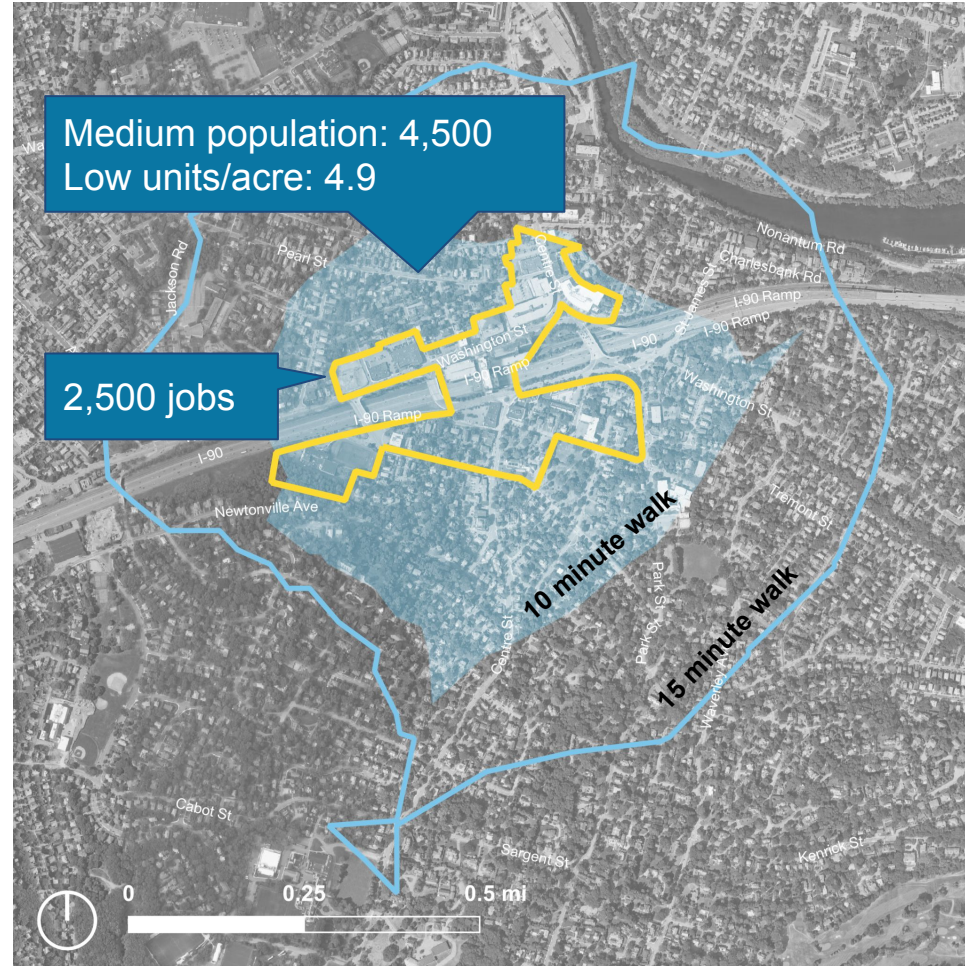 Medium population: 4,500
Low units/acre: 4.9
Pearl St
Jackson Rd
Centre St
Nonantum Rd
Charlesbank Rd
St James St
I-90 Ramp
I-90 Ramp
I-90
Washington St
I-90 Ramp
2,500 jobs
Washington St
I-90 Ramp
I-90
Newtonville Ave
Tremont St
10 minute walk
Park St
Park St
Centre St
15 minute walk
Waverley Av
Cabot St
Sargent St
Kenrick St
0 0.25 0.5 mi